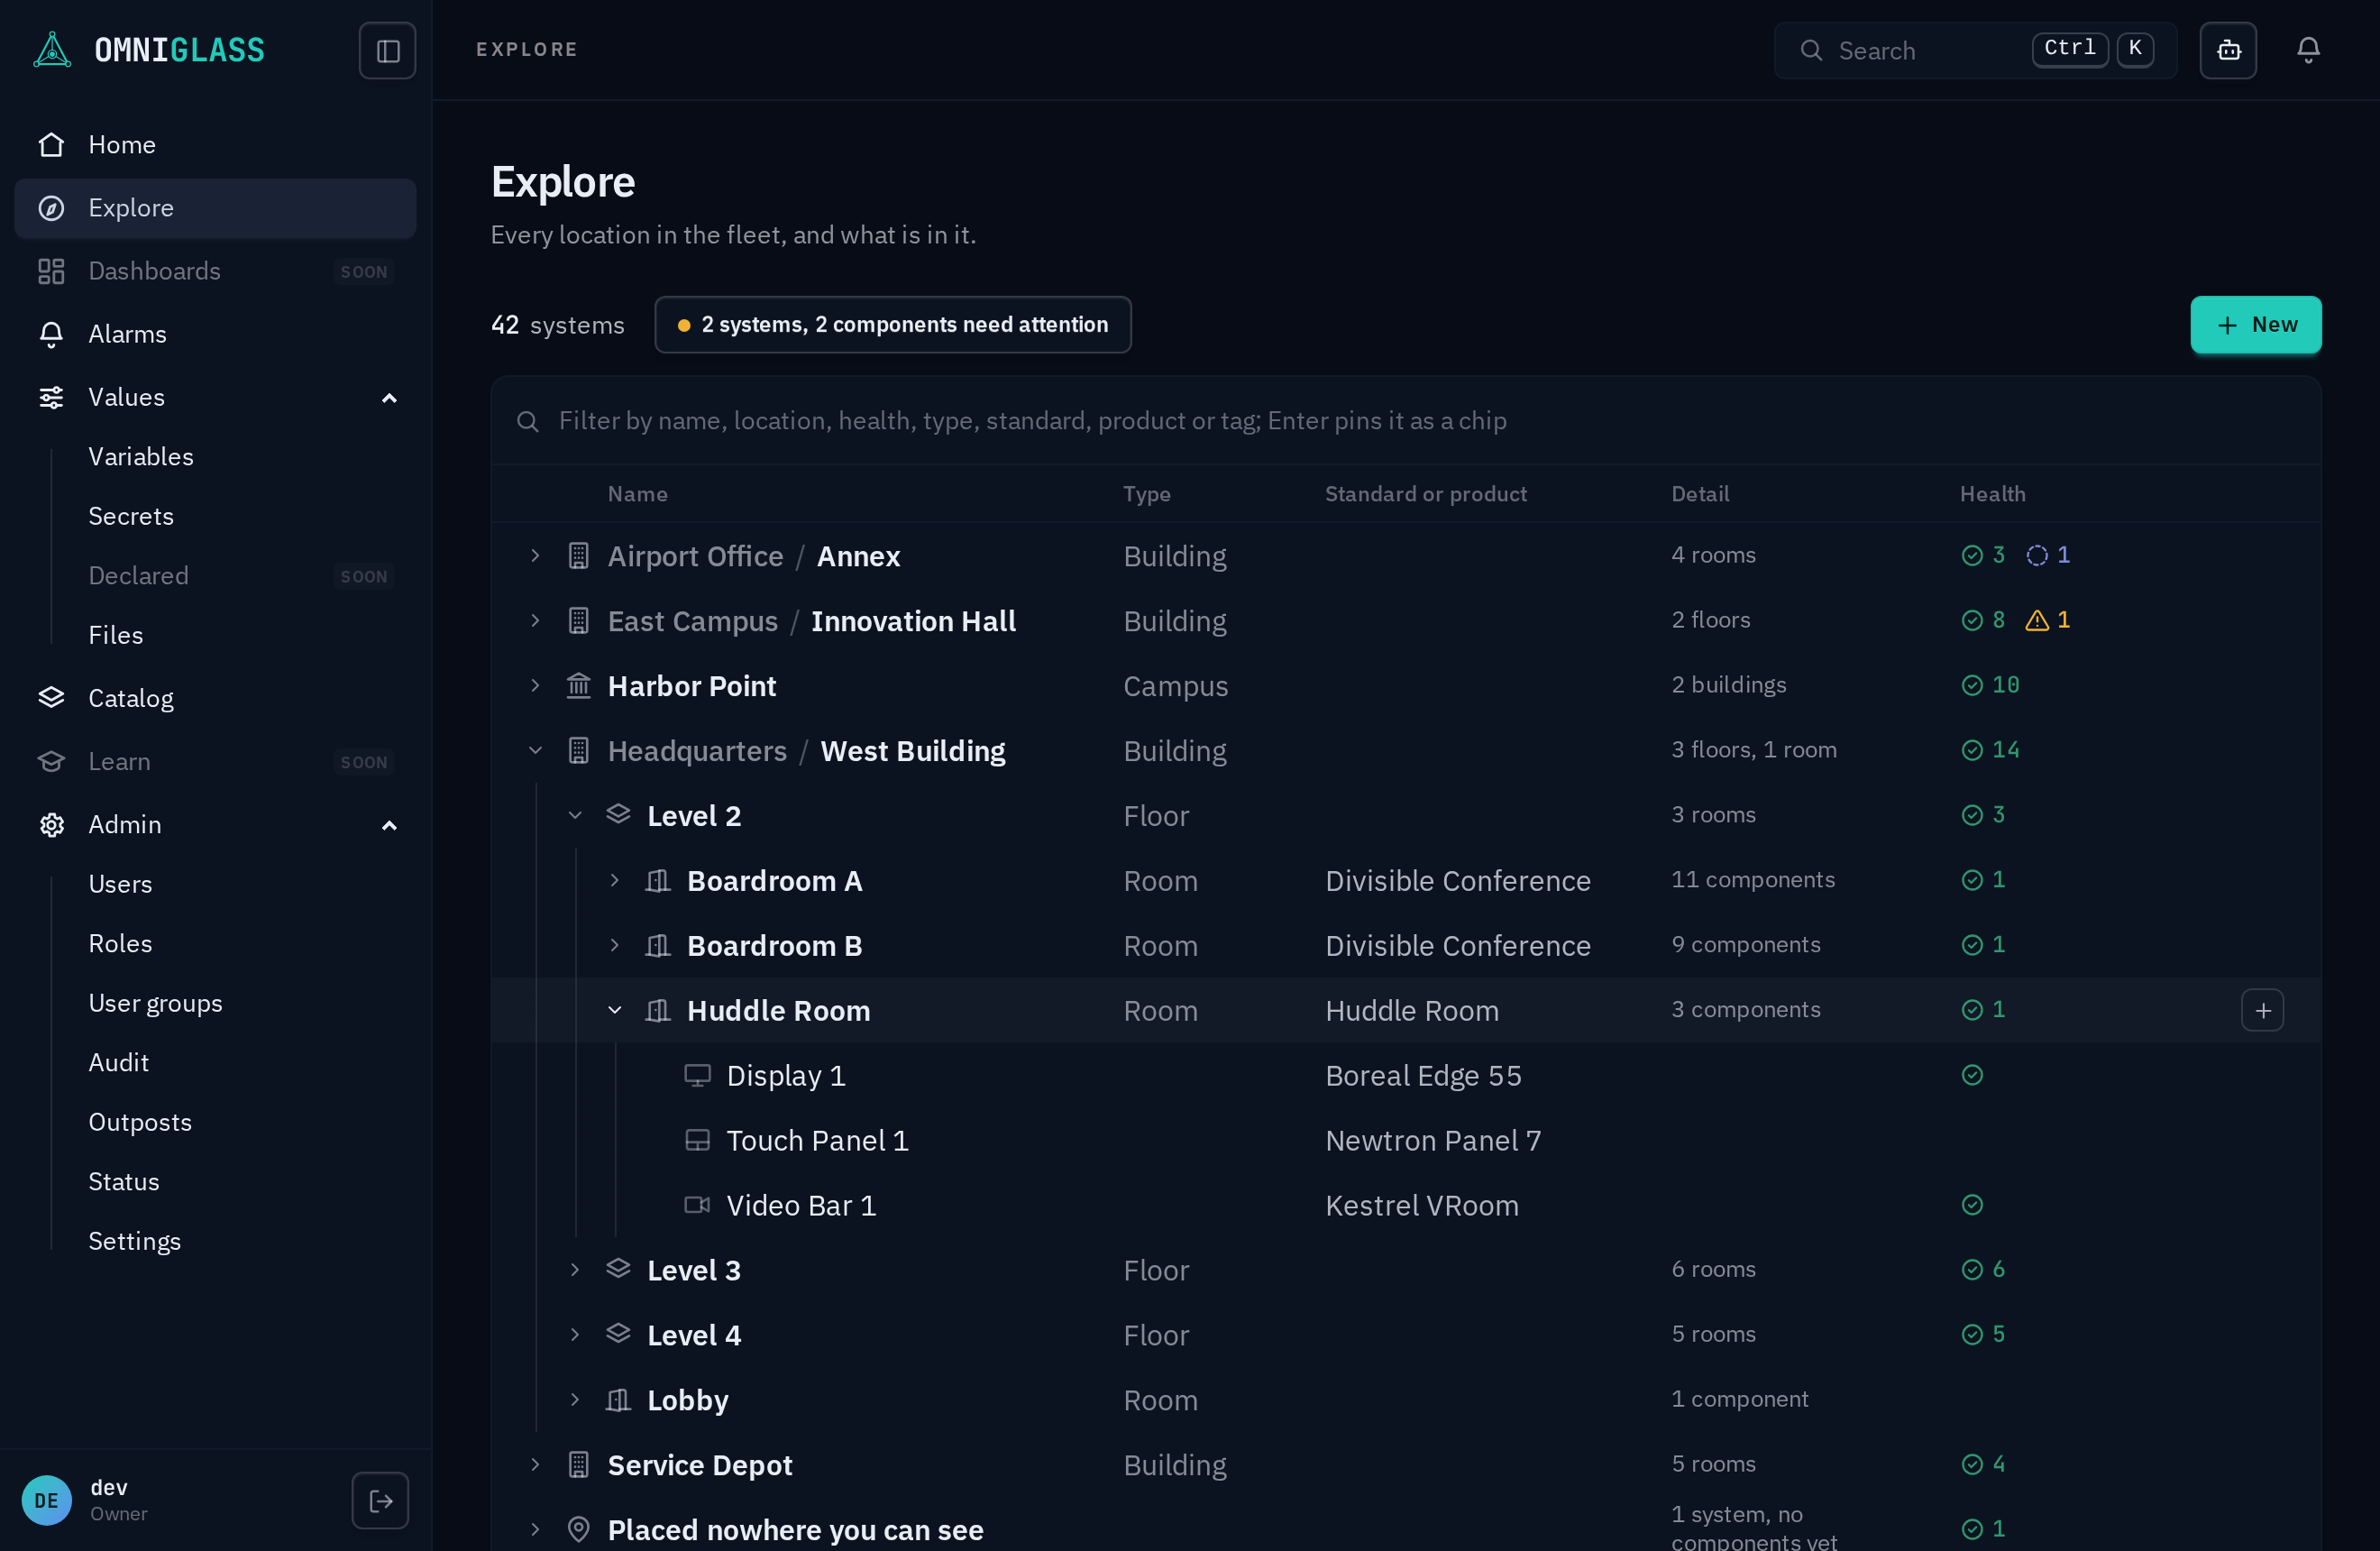 OMNIGLASS
EXPLORE
Search Ctrl K
Home
Explore
Dashboards SOON
Alarms
Values
Variables
Secrets
Declared SOON
Files
Catalog
Learn SOON
Admin
Users
Roles
User groups
Audit
Outposts
Status
Settings
DE dev
Owner
Explore
Every location in the fleet, and what is in it.
42 systems 2 systems, 2 components need attention + New
Filter by name, location, health, type, standard, product or tag; Enter pins it as a chip
Name Type Standard or product Detail Health
Airport Office / Annex Building 4 rooms 3 1
East Campus / Innovation Hall Building 2 floors 8 1
Harbor Point Campus 2 buildings 10
Headquarters / West Building Building 3 floors, 1 room 14
Level 2 Floor 3 rooms 3
Boardroom A Room Divisible Conference 11 components 1
Boardroom B Room Divisible Conference 9 components 1
Huddle Room Room Huddle Room 3 components 1 +
Display 1 Boreal Edge 55
Touch Panel 1 Newtron Panel 7
Video Bar 1 Kestrel VRoom
Level 3 Floor 6 rooms 6
Level 4 Floor 5 rooms 5
Lobby Room 1 component
Service Depot Building 5 rooms 4
Placed nowhere you can see 1 system, no 1
components yet